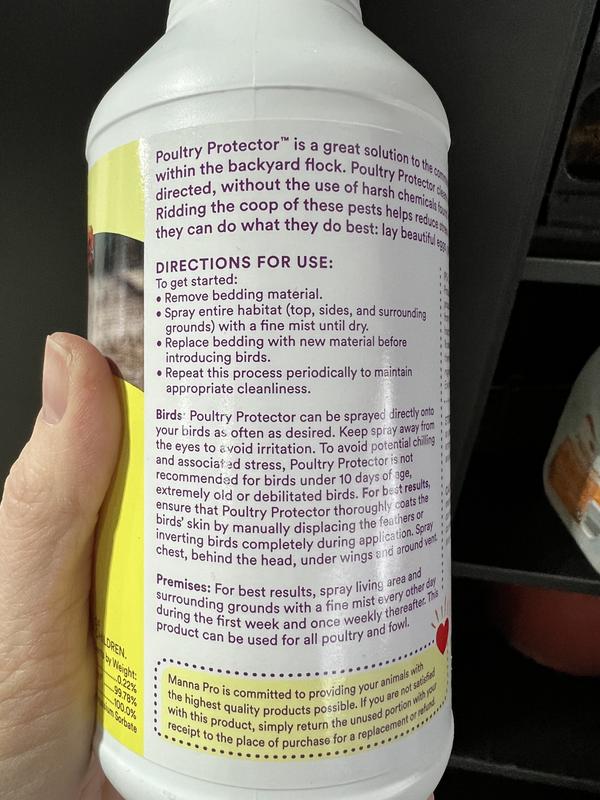 Poultry Protector™ is a great solution to the
within the backyard flock. Poultry Protector
directed, without the use of harsh chemicals
Ridding the coop of these pests helps reduce
they can do what they do best: lay beautiful eggs
DIRECTIONS FOR USE:
To get started:
• Remove bedding material.
• Spray entire habitat (top, sides, and surrounding
grounds) with a fine mist until dry.
• Replace bedding with new material before
introducing birds.
• Repeat this process periodically to maintain
appropriate cleanliness.
Birds: Poultry Protector can be sprayed directly onto
your birds as often as desired. Keep spray away from
the eyes to avoid irritation. To avoid potential chilling
and associated stress, Poultry Protector is not
recommended for birds under 10 days of age,
extremely old or debilitated birds. For best results,
ensure that Poultry Protector thoroughly coats the
birds' skin by manually displacing the feathers or
inverting birds completely during application. Spray
chest, behind the head, under wings and around vent.
Premises: For best results, spray living area and
surrounding grounds with a fine mist every other day
during the first week and once weekly thereafter. This
product can be used for all poultry and fowl.
Manna Pro is committed to providing your animals with
the highest quality products possible. If you are not satisfied
with this product, simply return the unused portion with your
receipt to the place of purchase for a replacement or refund.
by Weight:
0.22%
99.78%
100.0%
Sorbate